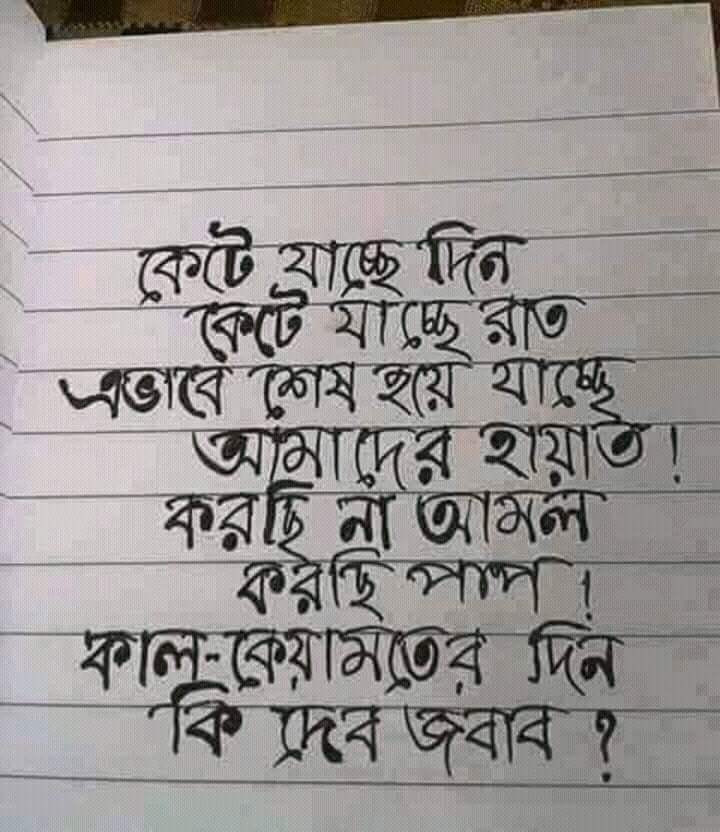 কেটে যাচ্ছে দিন
কেটে যাচ্ছে রাত
এভাবে শেষ হয়ে যাচ্ছে
আমাদের হায়াত !
করছি না আমল
করছি পাপ !
কাল-কেয়ামতের দিন
কি দেব জবাব ?